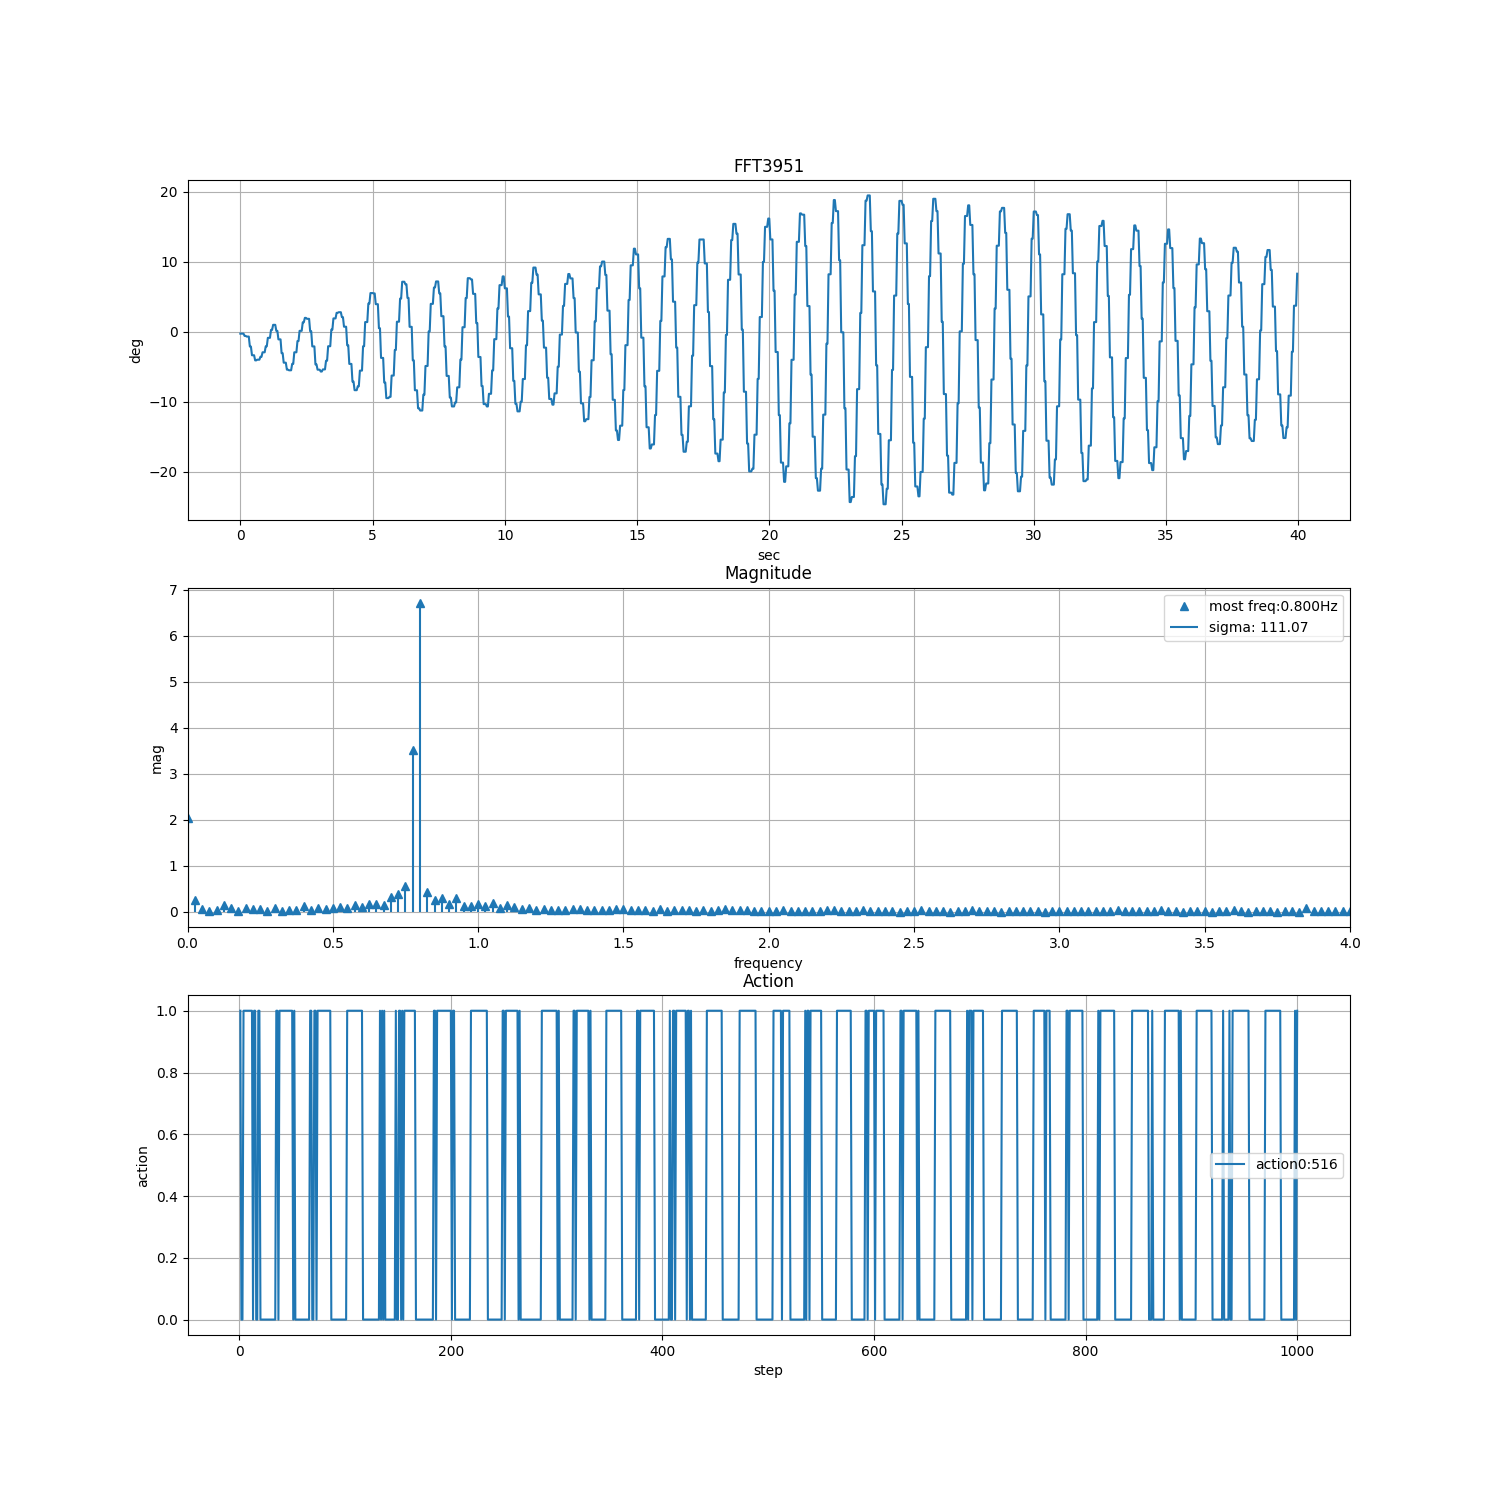 FFT3951
20
10
0
−10
−20
deg
0 5 10 15 20 25 30 35 40
sec
Magnitude
7
6
5
4
3
2
1
0
mag
most freq:0.800Hz
sigma: 111.07
0.0 0.5 1.0 1.5 2.0 2.5 3.0 3.5 4.0
frequency
Action
1.0
0.8
0.6
0.4
0.2
0.0
action
action0:516
0 200 400 600 800 1000
step